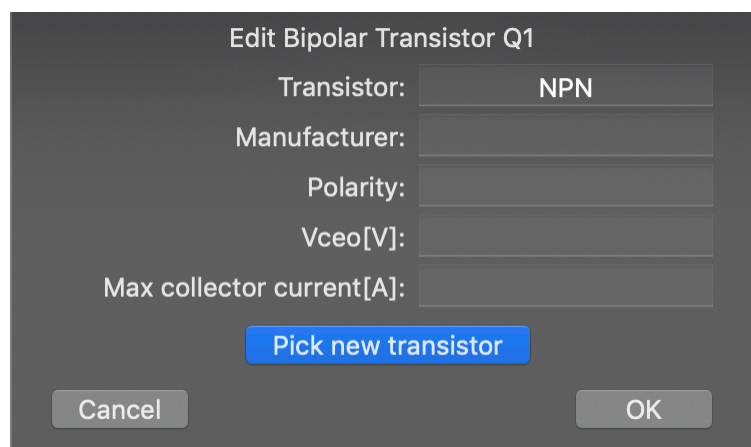 Edit Bipolar Transistor Q1
Transistor: NPN
Manufacturer:
Polarity:
Vceo[V]:
Max collector current[A]:
Pick new transistor
Cancel OK